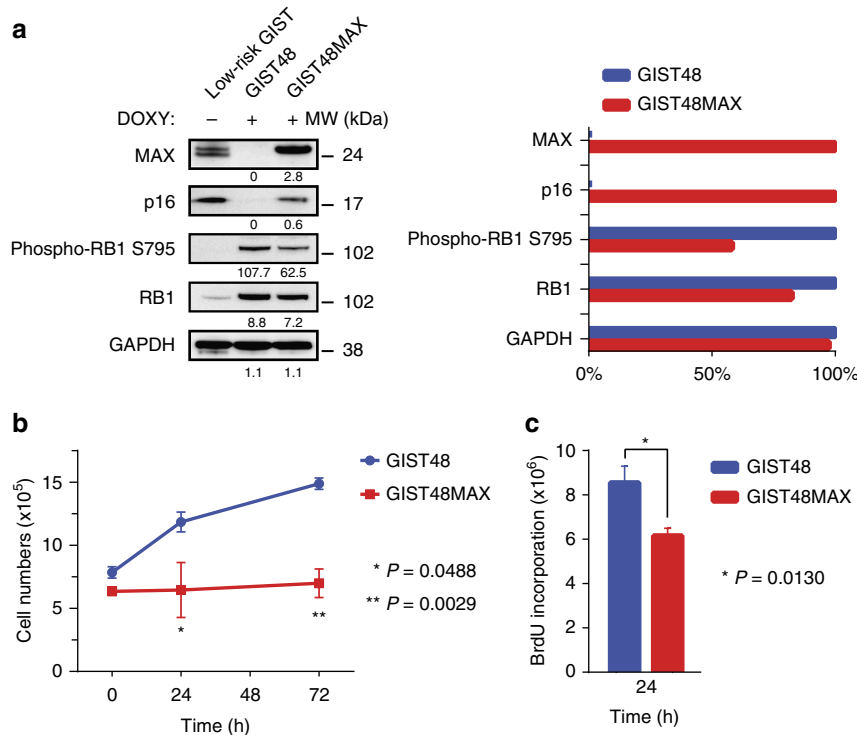 a
Low-risk GIST
GIST48
GIST48MAX
DOXY: – + + MW (kDa)
MAX 24
0 2.8
p16 17
0 0.6
Phospho-RB1 S795 102
107.7 62.5
RB1 102
8.8 7.2
GAPDH 38
1.1 1.1
GIST48
GIST48MAX
MAX
p16
Phospho-RB1 S795
RB1
GAPDH
0% 50% 100%
b
Cell numbers (x10⁵)
15
10
5
0
0 24 48 72
Time (h)
GIST48
GIST48MAX
* P = 0.0488
** P = 0.0029
*
**
c
BrdU incorporation (x10⁶)
10
8
6
4
2
0
*
24
Time (h)
GIST48
GIST48MAX
* P = 0.0130